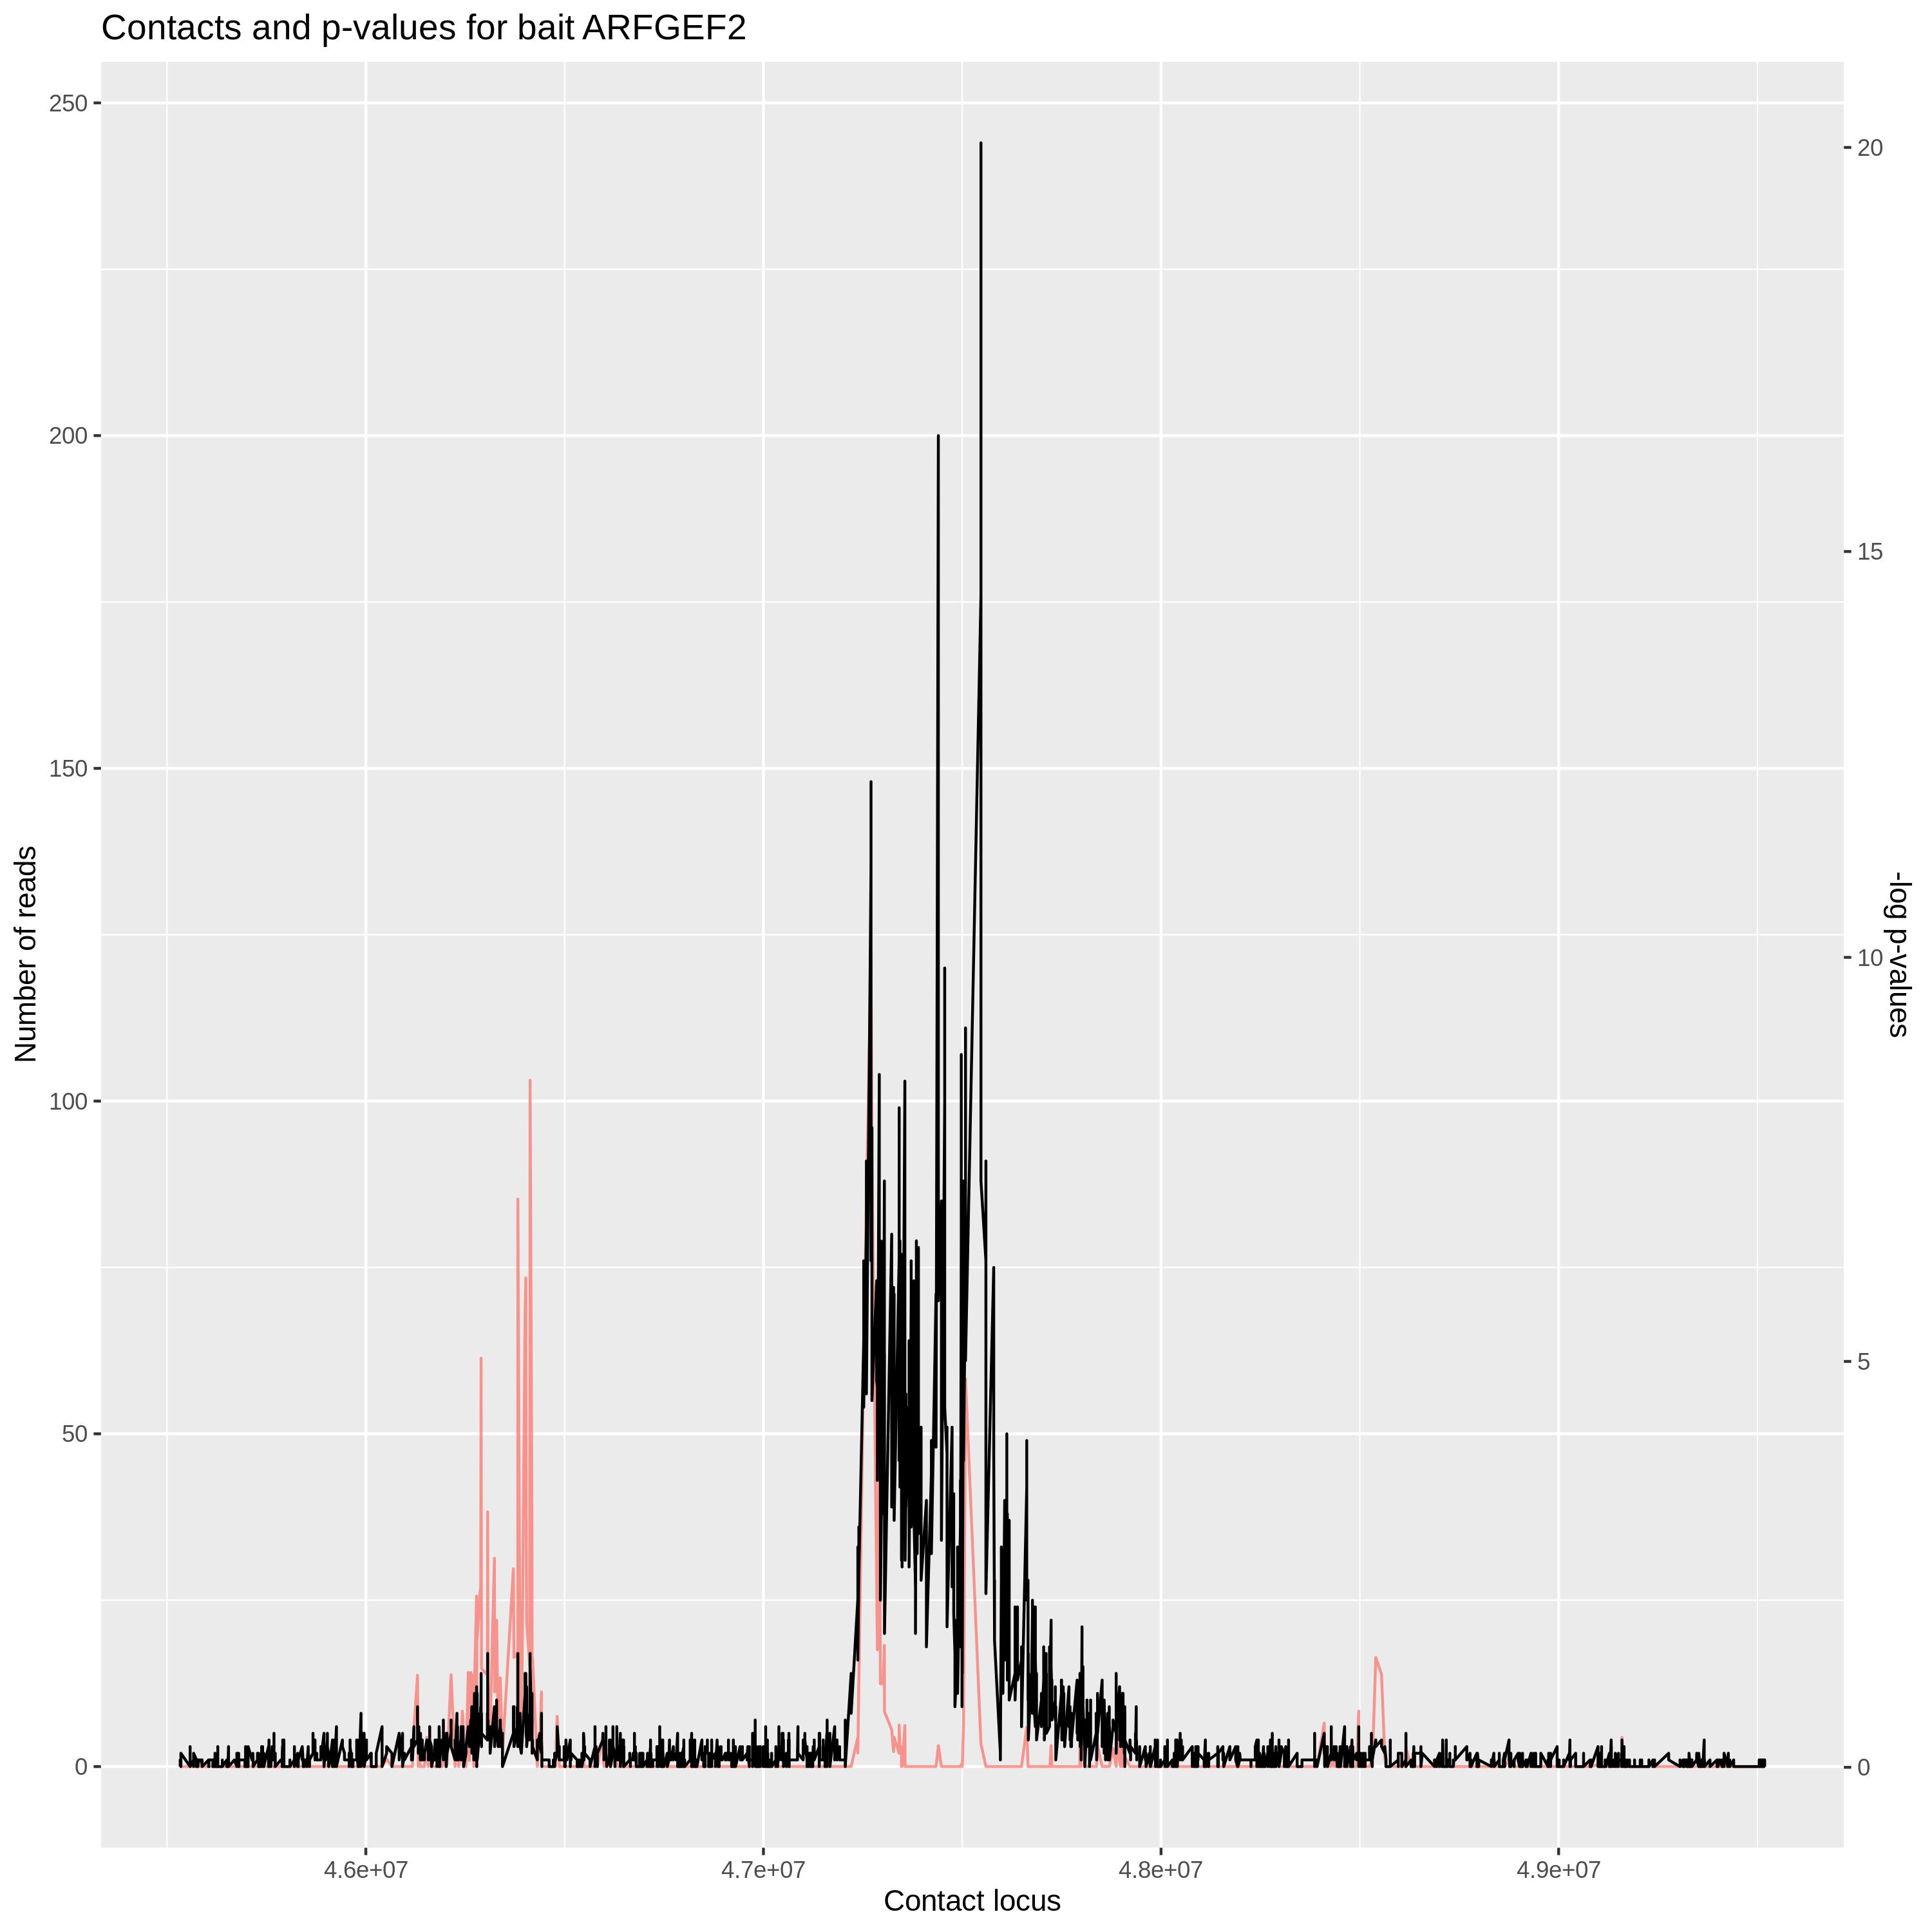 Contacts and p-values for bait ARFGEF2
250
200
150
100
50
0
Number of reads
20
15
10
5
0
-log p-values
4.6e+07
4.7e+07
4.8e+07
4.9e+07
Contact locus